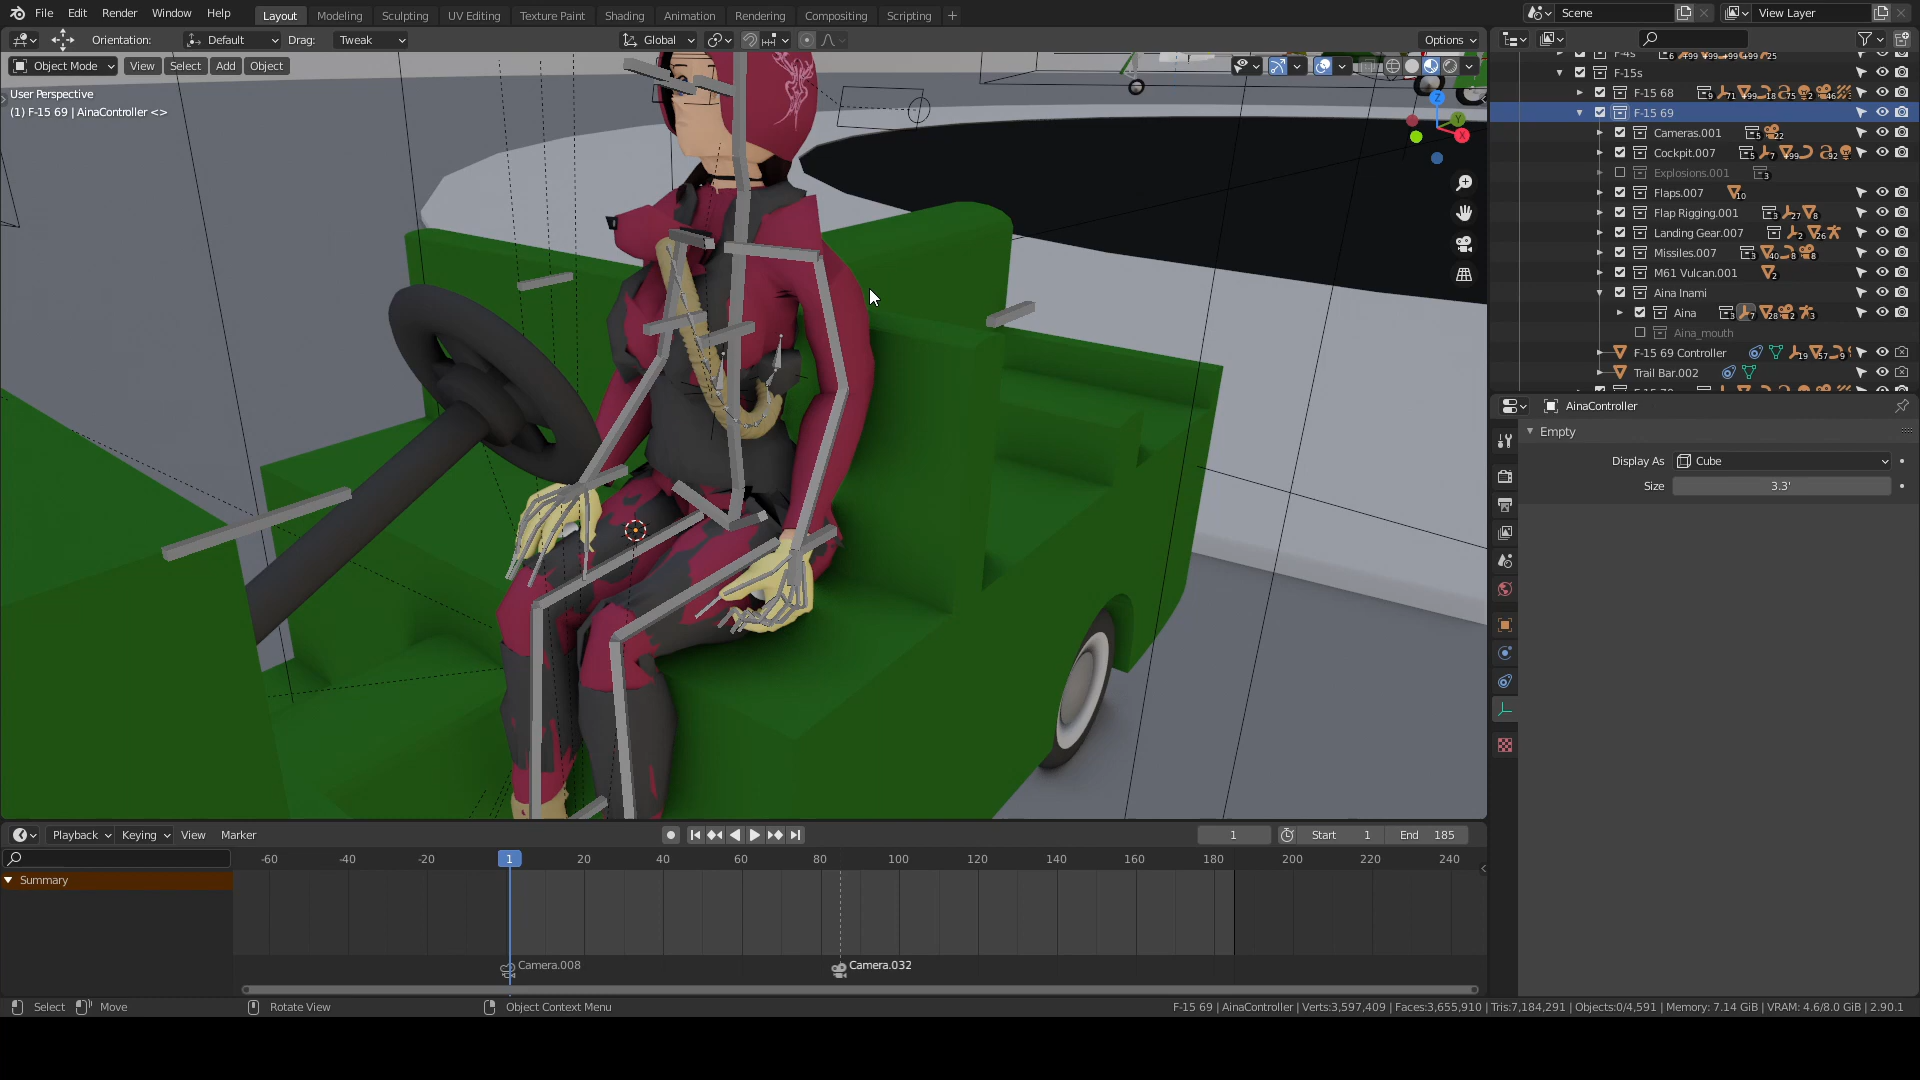 File Edit Render Window Help Layout Modeling Sculpting UV Editing Texture Paint Shading Animation Rendering Compositing Scripting + Scene View Layer
Orientation: Default Drag: Tweak Global Options
Object Mode View Select Add Object
User Perspective
(1) F-15 69 | AinaController <>
Z
Y
X
F-15s
F-15 68
F-15 69
Cameras.001
Cockpit.007
Explosions.001
Flaps.007
Flap Rigging.001
Landing Gear.007
Missiles.007
M61 Vulcan.001
Aina Inami
Aina
Aina_mouth
F-15 69 Controller
Trail Bar.002
AinaController
Empty
Display As Cube
Size 3.3'
Playback Keying View Marker 1 Start 1 End 185
-60 -40 -20 1 20 40 60 80 100 120 140 160 180 200 220 240
Summary
Camera.008 Camera.032
Select Move Rotate View Object Context Menu F-15 69 | AinaController | Verts:3,597,409 | Faces:3,655,910 | Tris:7,184,291 | Objects:0/4,591 | Memory: 7.14 GiB | VRAM: 4.6/8.0 GiB | 2.90.1